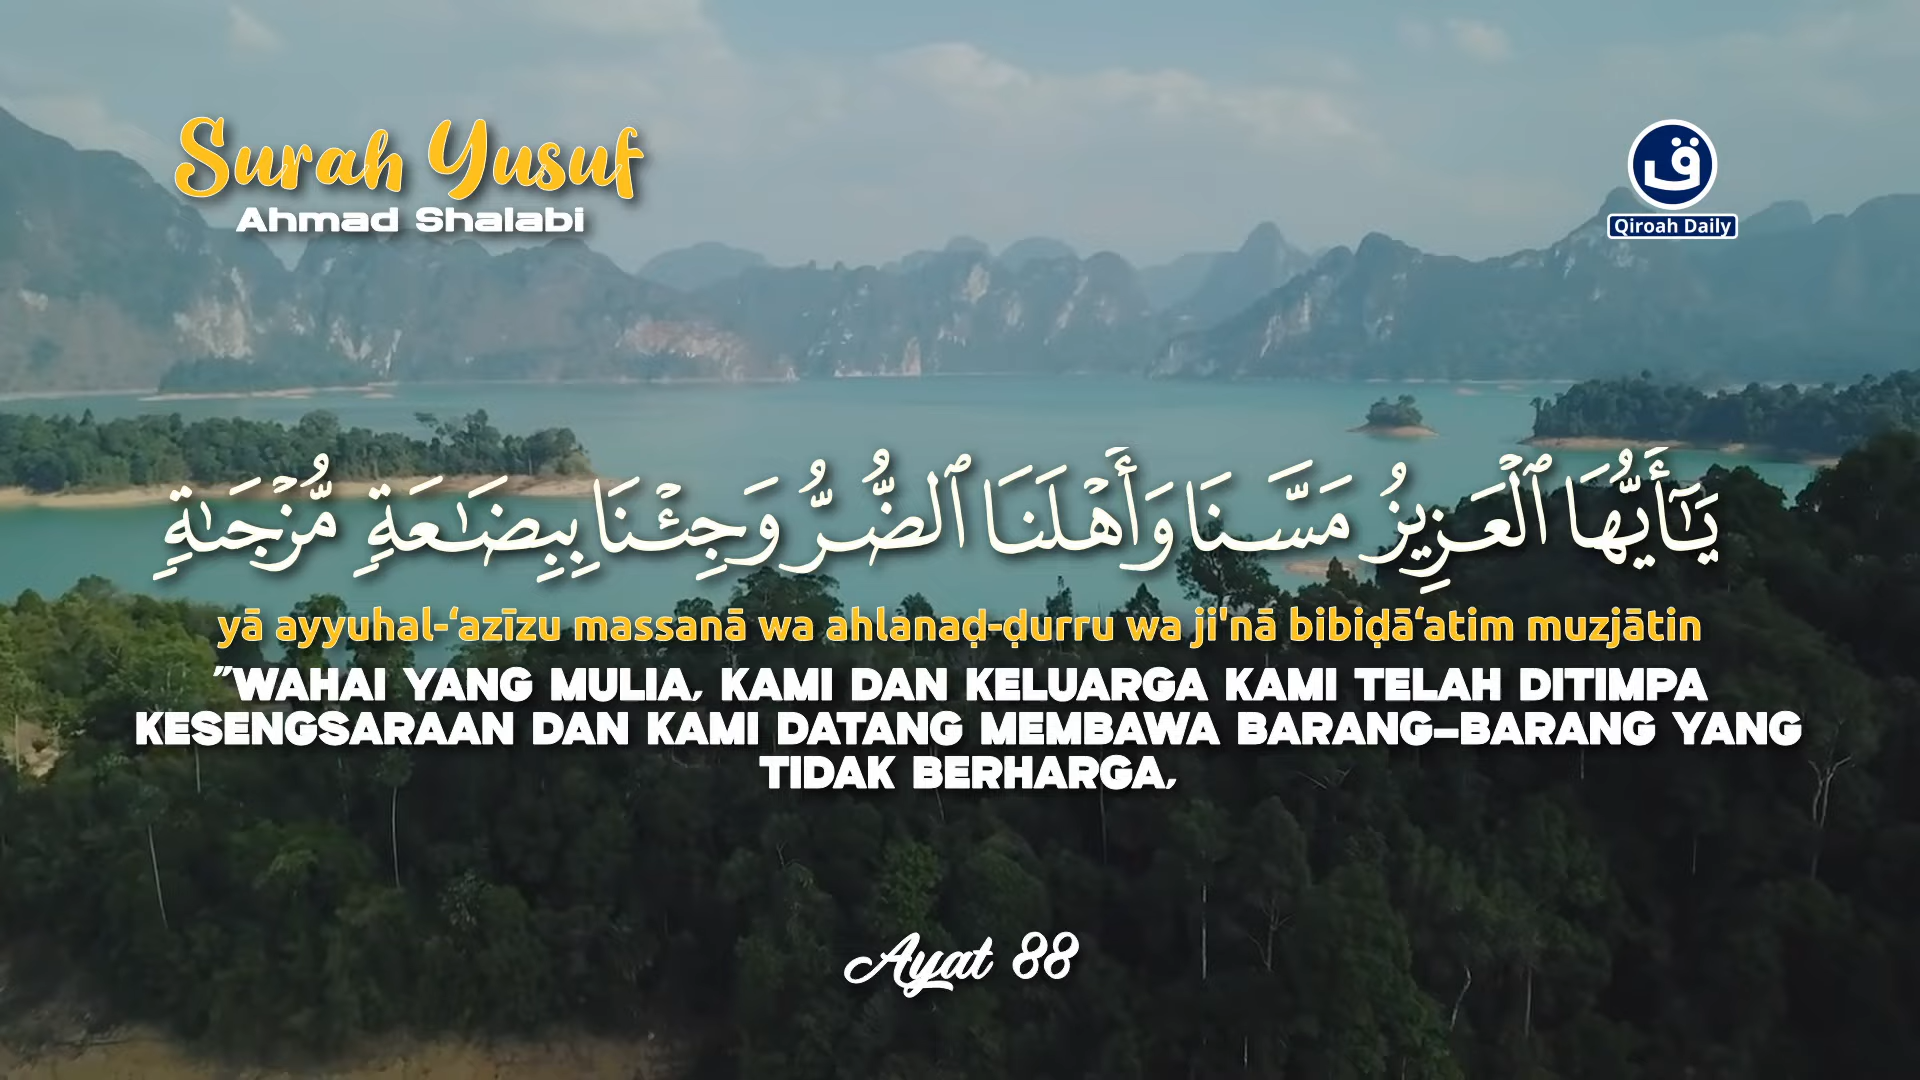 Surah Yusuf
Ahmad Shalabi
ق
Qiroah Daily
يَـٰٓأَيُّهَا ٱلْعَزِيزُ مَسَّنَا وَأَهْلَنَا ٱلضُّرُّ وَجِئْنَا بِبِضَـٰعَةٍ مُّزْجَىٰةٍ
yā ayyuhal-‘azīzu massanā wa ahlanaḍ-ḍurru wa ji'nā bibiḍā‘atim muzjātin
"WAHAI YANG MULIA, KAMI DAN KELUARGA KAMI TELAH DITIMPA
KESENGSARAAN DAN KAMI DATANG MEMBAWA BARANG-BARANG YANG
TIDAK BERHARGA,
Ayat 88